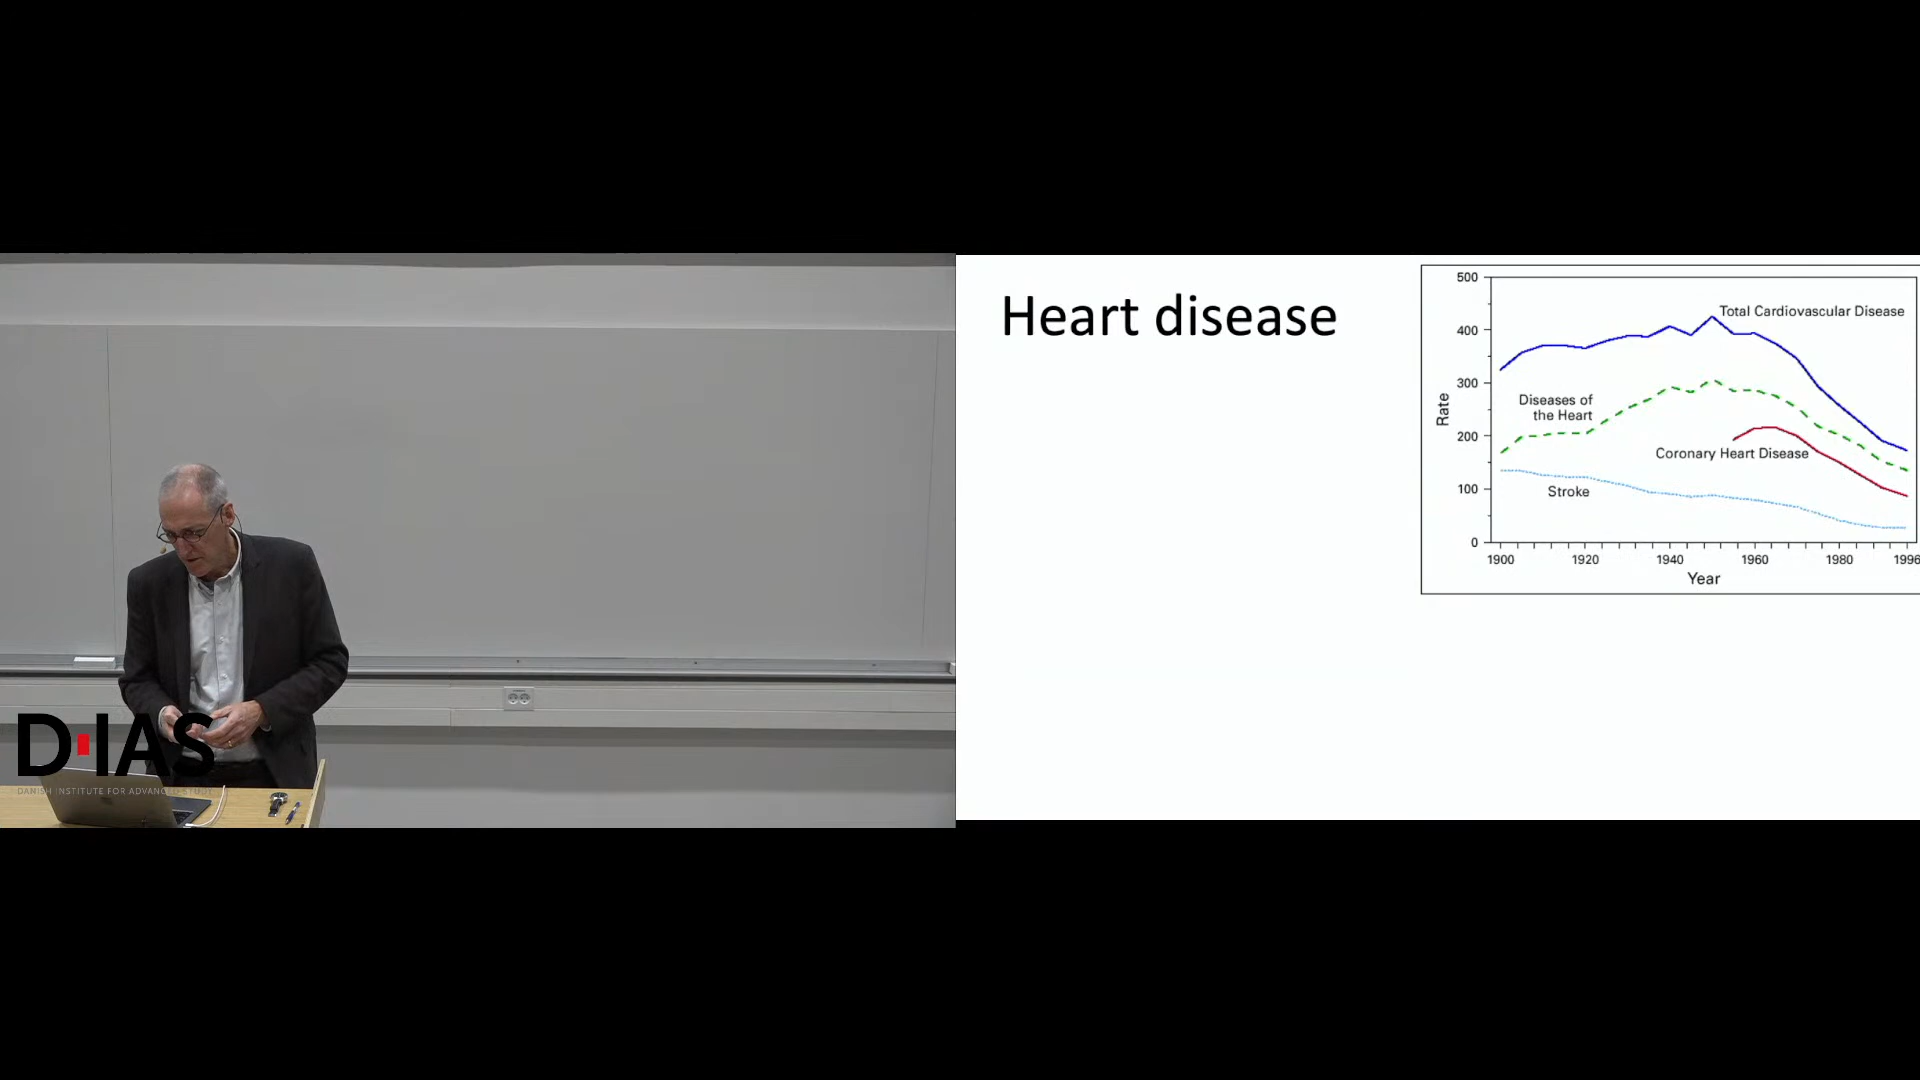 D-IAS
DANISH INSTITUTE FOR ADVANCED STUDY
Heart disease
500
400
300
200
100
0
Rate
Total Cardiovascular Disease
Diseases of
the Heart
Coronary Heart Disease
Stroke
1900
1920
1940
1960
1980
1996
Year